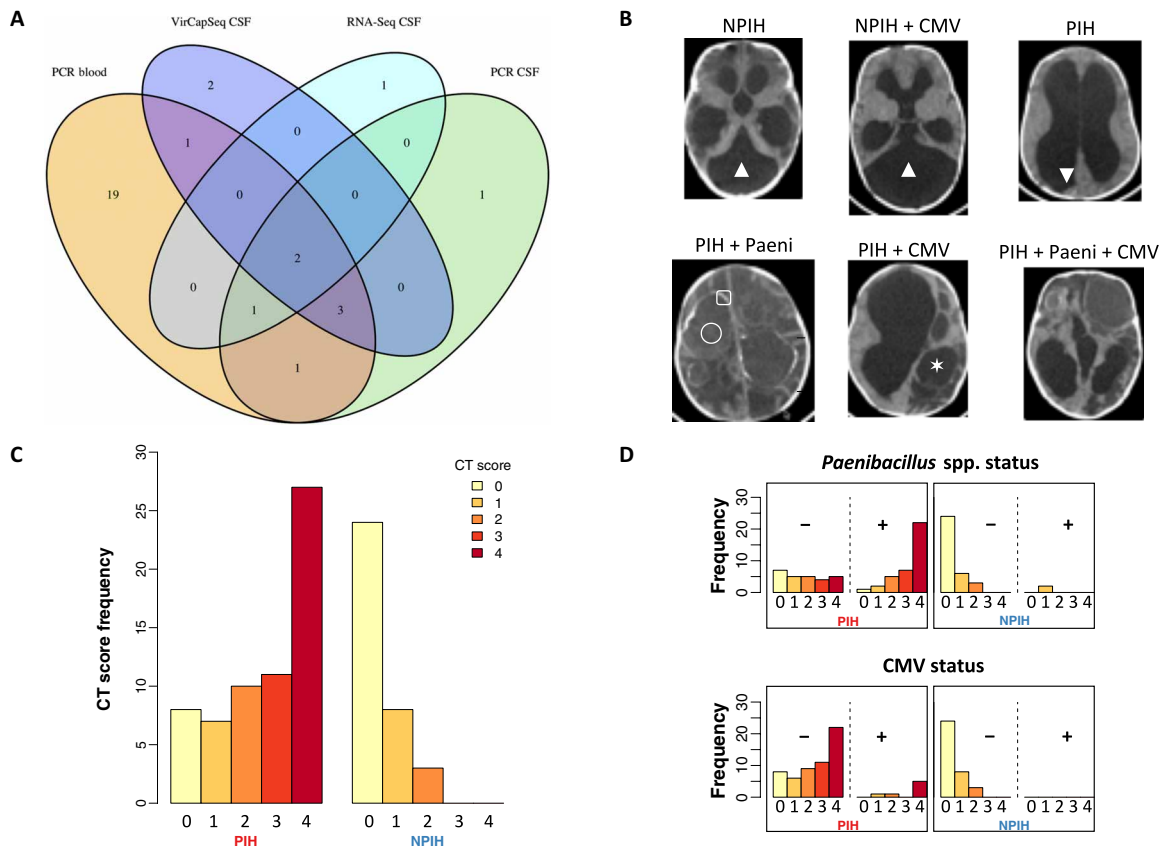 A
VirCapSeq CSF
RNA-Seq CSF
PCR blood
PCR CSF
2
1
1
0
0
19
0
0
1
2
0
0
1
3
1
B
NPIH
NPIH + CMV
PIH
PIH + Paeni
PIH + CMV
PIH + Paeni + CMV
C
CT score frequency
30
25
20
15
10
5
0
CT score
0
1
2
3
4
0 1 2 3 4
PIH
0 1 2 3 4
NPIH
D
Paenibacillus spp. status
Frequency
30
20
10
0
– +
– +
0 1 2 3 4 0 1 2 3 4
PIH
0 1 2 3 4 0 1 2 3 4
NPIH
CMV status
Frequency
30
20
10
0
– +
– +
0 1 2 3 4 0 1 2 3 4
PIH
0 1 2 3 4 0 1 2 3 4
NPIH